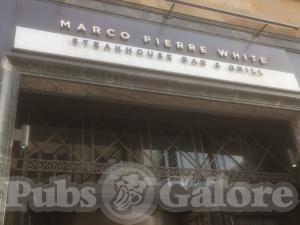 MARCO PIERRE WHITE
STEAKHOUSE BAR & GRILL
Pubs Galore